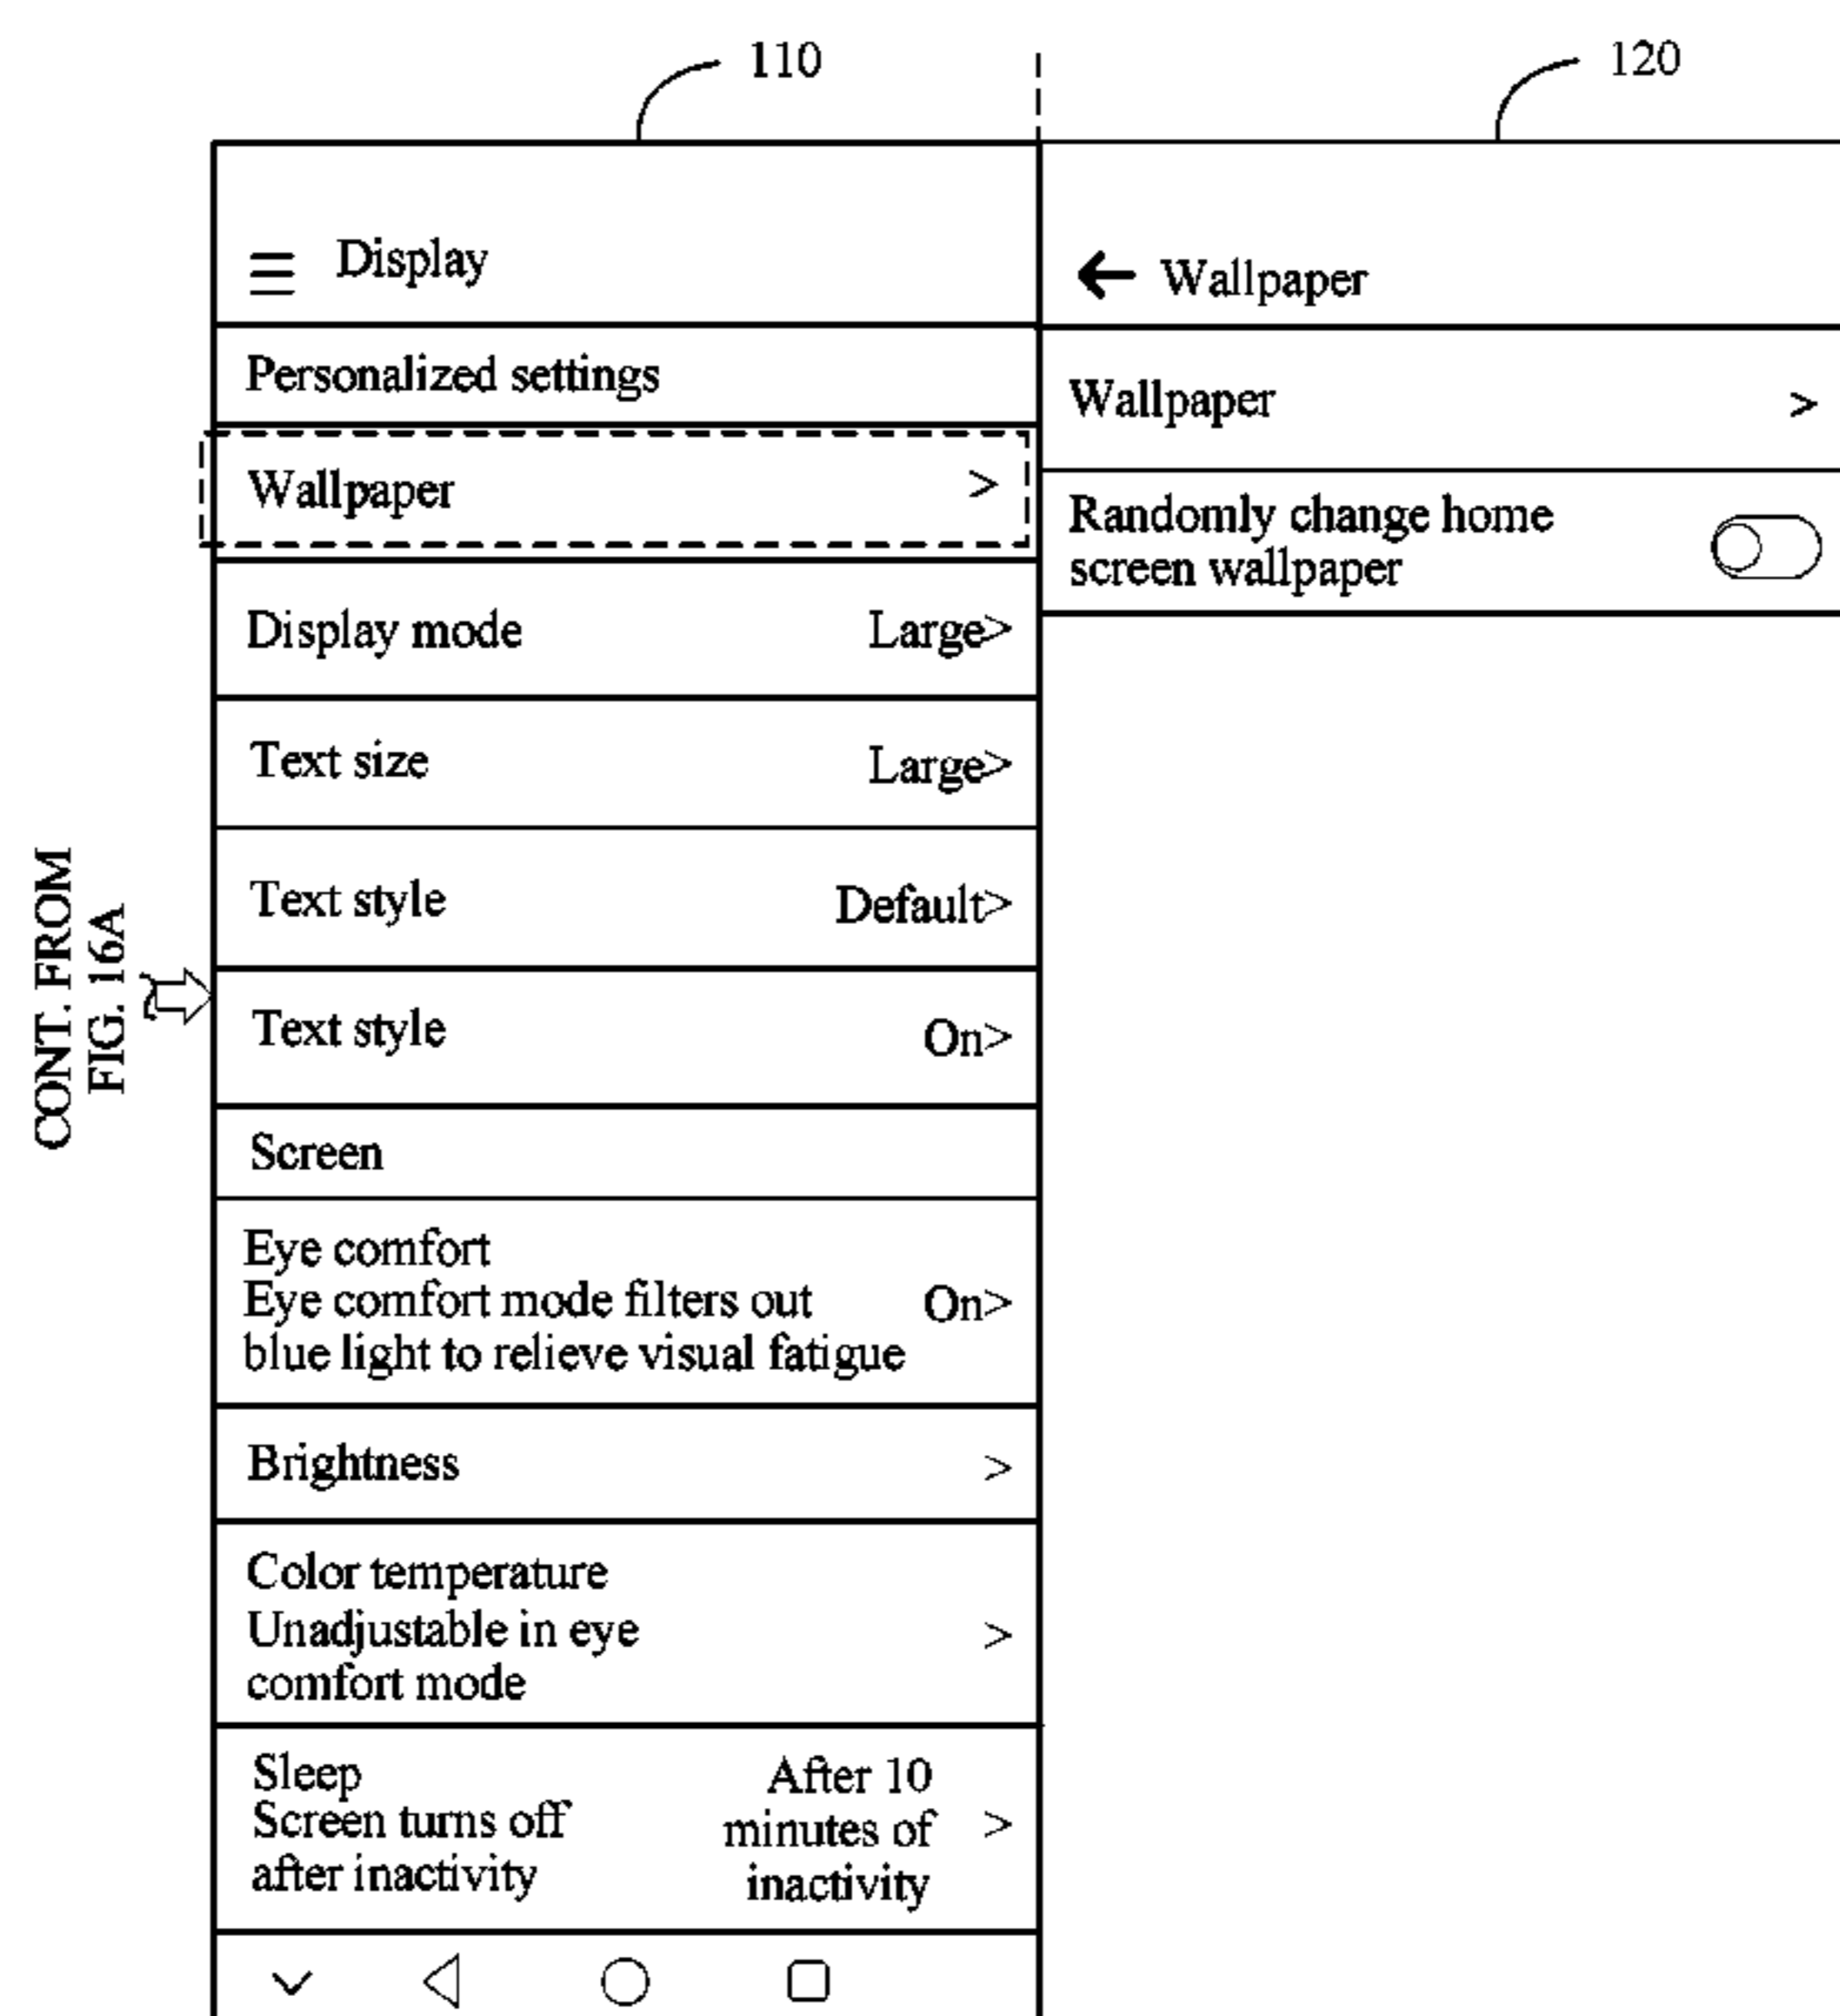 110
120
CONT. FROM
FIG. 16A
Display
Personalized settings
Wallpaper >
Display mode Large>
Text size Large>
Text style Default>
Text style On>
Screen
Eye comfort
Eye comfort mode filters out On>
blue light to relieve visual fatigue
Brightness >
Color temperature
Unadjustable in eye >
comfort mode
Sleep After 10
Screen turns off minutes of >
after inactivity inactivity
← Wallpaper
Wallpaper >
Randomly change home
screen wallpaper